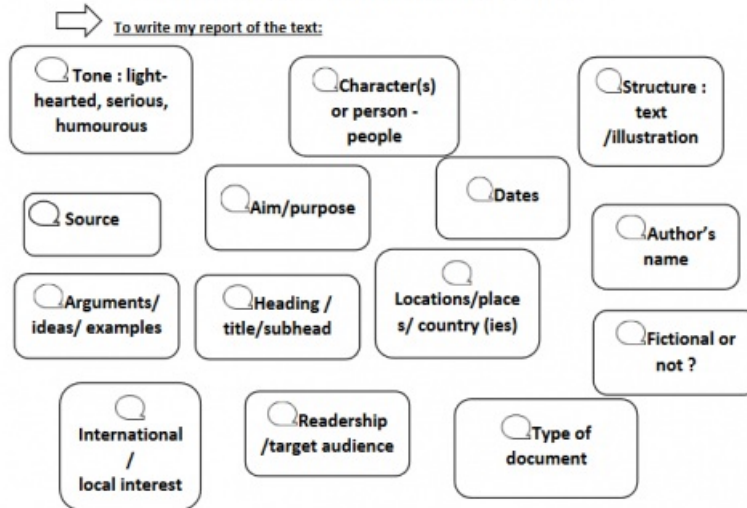 To write my report of the text:
Tone : light-
hearted, serious,
humourous
Character(s)
or person -
people
Structure :
text
/illustration
Source
Aim/purpose
Dates
Author's
name
Arguments/
ideas/ examples
Heading /
title/subhead
Locations/place
s/ country (ies)
Fictional or
not ?
International
/
local interest
Readership
/target audience
Type of
document